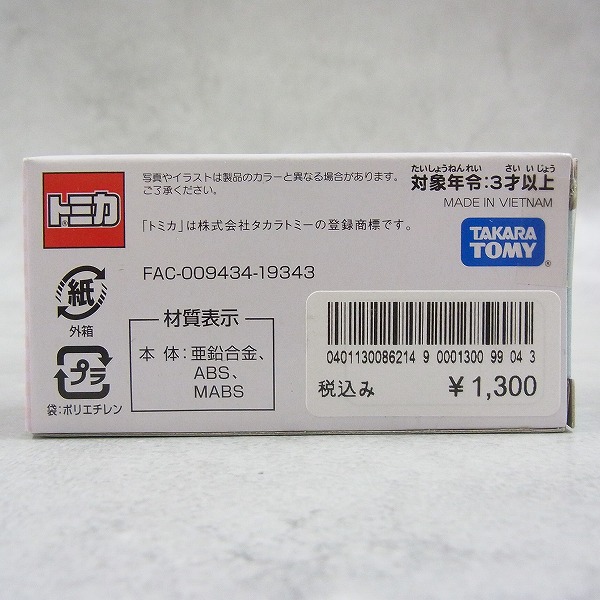 トミカ
®
写真やイラストは製品のカラーと異なる場合があります。
ご了承ください。
「トミカ」は株式会社タカラトミーの登録商標です。
たいしょうねんれい さい いじょう
対象年令:3才以上
MADE IN VIETNAM
TAKARA
TOMY®
FAC-009434-19343
紙
外箱
プラ
袋:ポリエチレン
材質表示
本 体:亜鉛合金、
ABS、
MABS
0401130086214 9 0001300 99 04 3
税込み ￥1,300